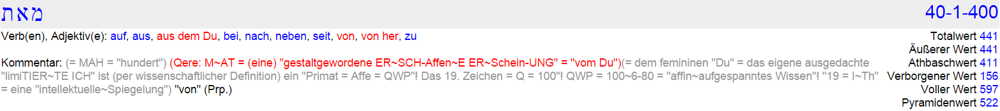 מאת 40-1-400
Verb(en), Adjektiv(e): auf, aus, aus dem Du, bei, nach, neben, seit, von, von her, zu
Totalwert 441
Äußerer Wert 441
Kommentar: (= MAH = "hundert") (Qere: M~AT = (eine) "gestaltgewordene ER~SCH-Affen~E ER~Schein-UNG" = "vom Du")(= dem femininen "Du" = das eigene ausgedachte
Athbaschwert 411
"limiTIER~TE ICH" ist (per wissenschaftlicher Definition) ein "Primat = Affe = QWP"! Das 19. Zeichen = Q = 100"! QWP = 100~6-80 = "affin~aufgespanntes Wissen"! "19 = I~Th"
Verborgener Wert 156
= eine "intellektuelle~Spiegelung") "von" (Prp.)
Voller Wert 597
Pyramidenwert 522